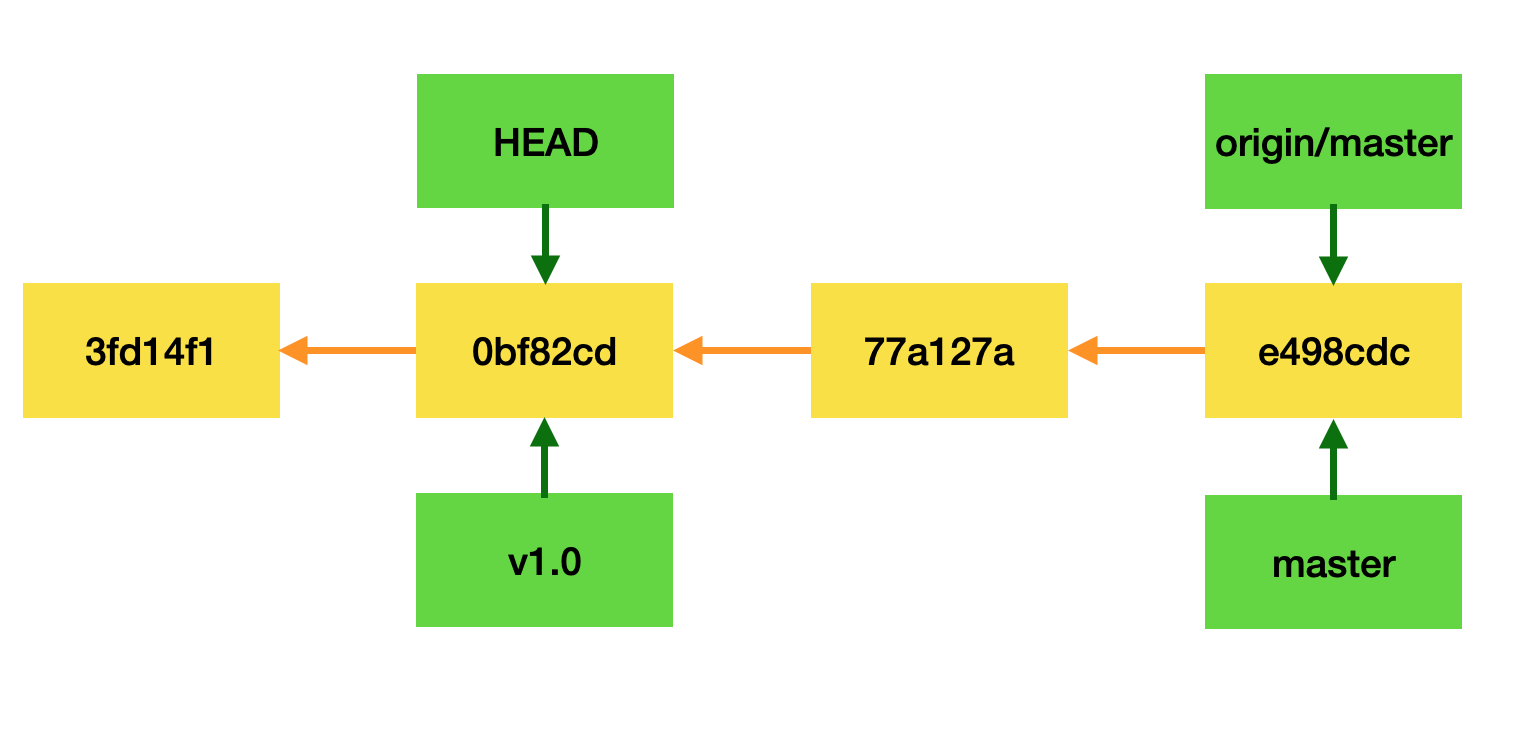 HEAD
origin/master
3fd14f1
0bf82cd
77a127a
e498cdc
v1.0
master